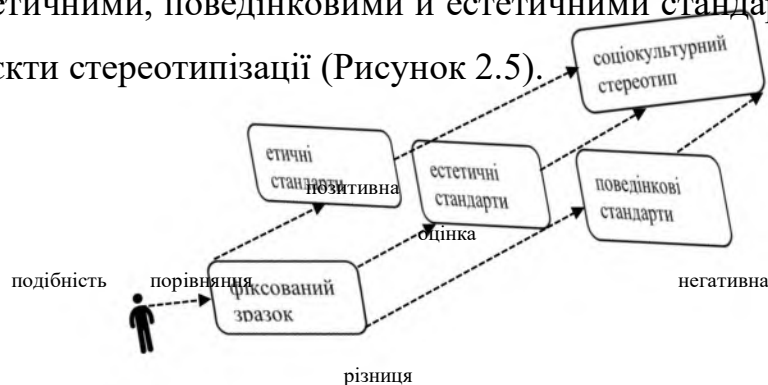 етичними, поведінковими й естетичними стандар
єкти стереотипізації (Рисунок 2.5).
соціокультурний
стереотип
етичні
стандарти
позитивна
естетичні
стандарти
поведінкові
стандарти
оцінка
подібність
порівняння
негативна
фіксований
зразок
різниця